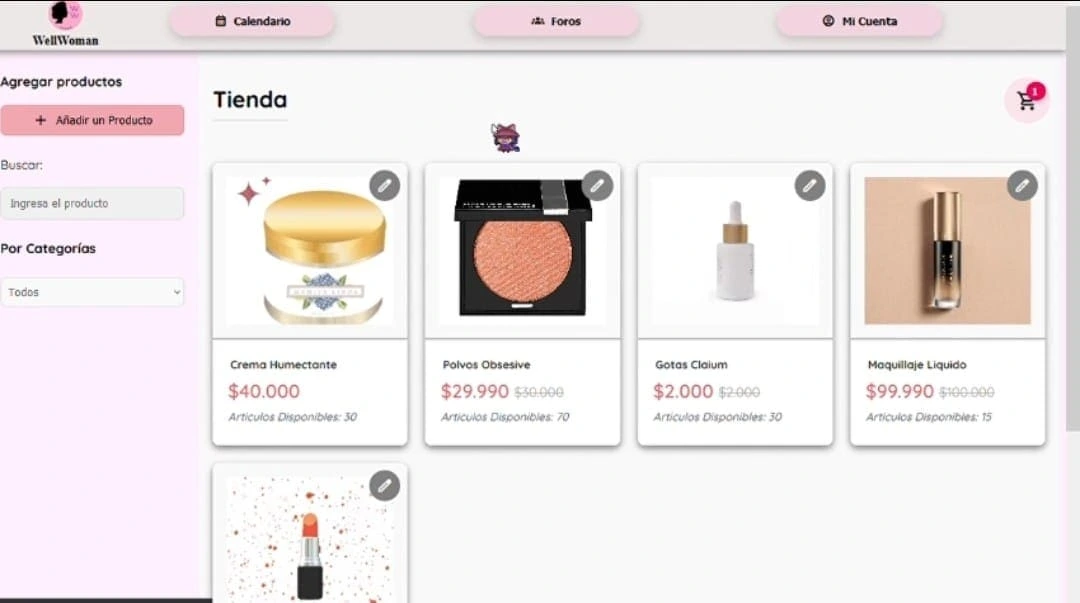 WellWoman
Calendario
Foros
Mi Cuenta
Agregar productos
+ Añadir un Producto
Buscar:
Ingresa el producto
Por Categorías
Todos
Tienda
1
Crema Humectante
$40.000
Articulos Disponibles: 30
Polvos Obsesive
$29.990 $30.000
Articulos Disponibles: 70
Gotas Claium
$2.000 $2.000
Articulos Disponibles: 30
Maquillaje Liquido
$99.990 $100.000
Articulos Disponibles: 15